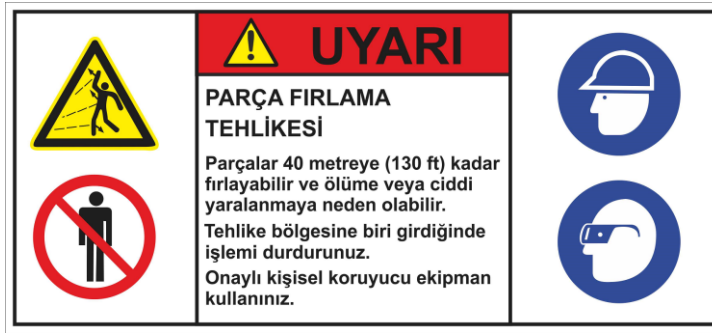 UYARI
PARÇA FIRLAMA
TEHLİKESİ
Parçalar 40 metreye (130 ft) kadar
fırlayabilir ve ölüme veya ciddi
yaralanmaya neden olabilir.
Tehlike bölgesine biri girdiğinde
işlemi durdurunuz.
Onaylı kişisel koruyucu ekipman
kullanınız.